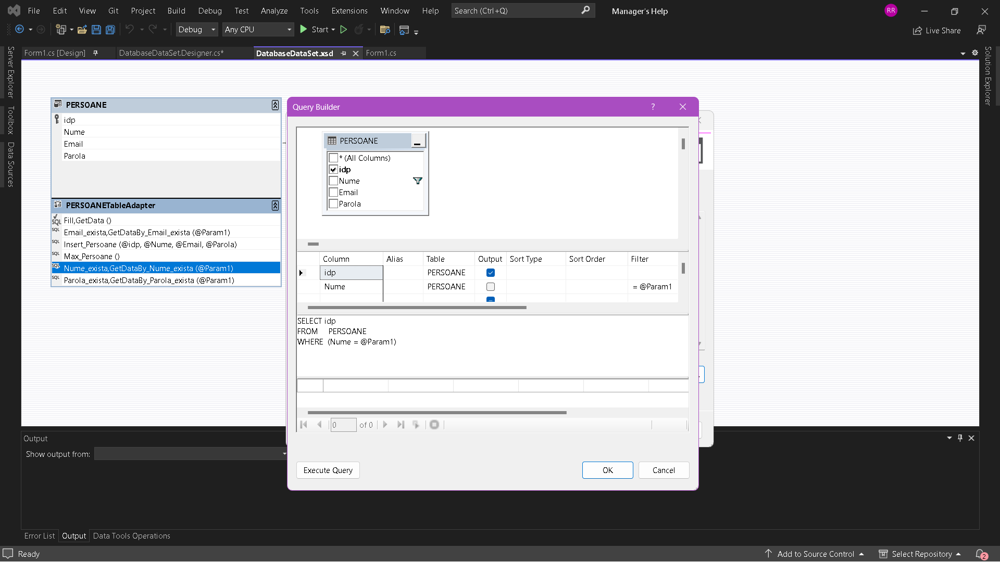 File Edit View Git Project Build Debug Test Analyze Tools Extensions Window Help Search (Ctrl+Q) Manager's Help RR
Debug Any CPU Start Live Share
Form1.cs [Design] DatabaseDataSet.Designer.cs* DatabaseDataSet.xsd Form1.cs
Server Explorer
Toolbox
Data Sources
Solution Explorer
PERSOANE
idp
Nume
Email
Parola
PERSOANETableAdapter
Fill,GetData ()
Email_exista,GetDataBy_Email_exista (@Param1)
Insert_Persoane (@idp, @Nume, @Email, @Parola)
Max_Persoane ()
Nume_exista,GetDataBy_Nume_exista (@Param1)
Parola_exista,GetDataBy_Parola_exista (@Param1)
Query Builder ?
PERSOANE
* (All Columns)
idp
Nume
Email
Parola
Column Alias Table Output Sort Type Sort Order Filter
idp PERSOANE
Nume PERSOANE = @Param1
SELECT idp
FROM PERSOANE
WHERE (Nume = @Param1)
0 of 0
Execute Query OK Cancel
Output
Show output from:
Error List Output Data Tools Operations
Ready Add to Source Control Select Repository 2